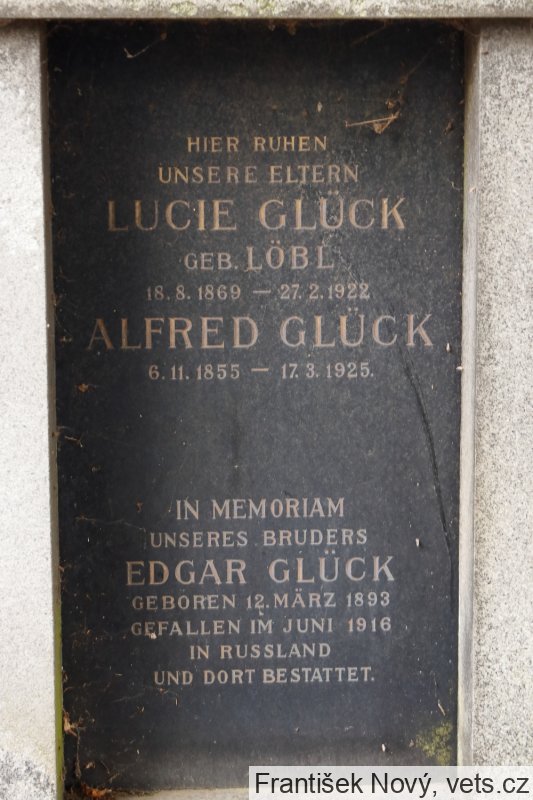 HIER RUHEN
UNSERE ELTERN
LUCIE GLÜCK
GEB. LÖBL
18. 8. 1869 — 27. 2. 1922
ALFRED GLÜCK
6. 11. 1855 — 17. 3. 1925.
IN MEMORIAM
UNSERES BRUDERS
EDGAR GLÜCK
GEBOREN 12. MÄRZ 1893
GEFALLEN IM JUNI 1916
IN RUSSLAND
UND DORT BESTATTET.
František Nový, vets.cz